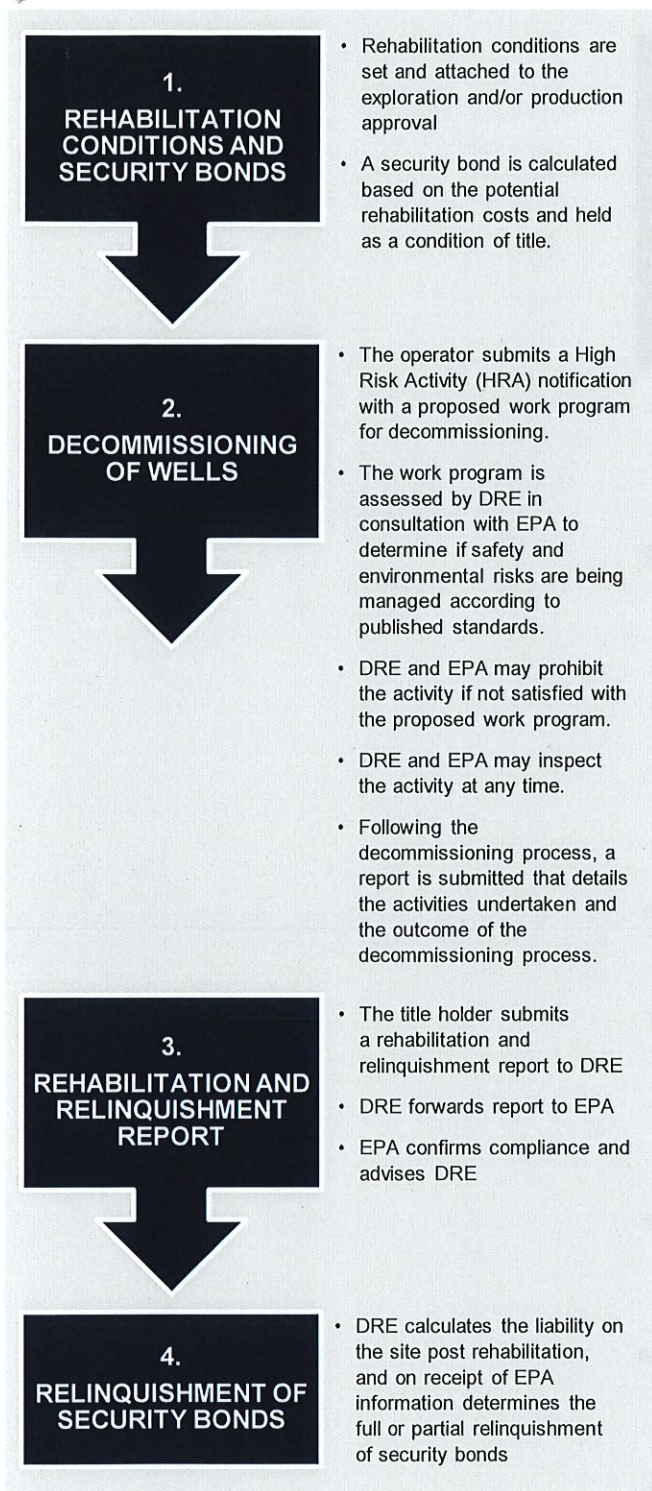 1.
REHABILITATION
CONDITIONS AND
SECURITY BONDS
• Rehabilitation conditions are
set and attached to the
exploration and/or production
approval
• A security bond is calculated
based on the potential
rehabilitation costs and held
as a condition of title.
2.
DECOMMISSIONING
OF WELLS
• The operator submits a High
Risk Activity (HRA) notification
with a proposed work program
for decommissioning.
• The work program is
assessed by DRE in
consultation with EPA to
determine if safety and
environmental risks are being
managed according to
published standards.
• DRE and EPA may prohibit
the activity if not satisfied with
the proposed work program.
• DRE and EPA may inspect
the activity at any time.
• Following the
decommissioning process, a
report is submitted that details
the activities undertaken and
the outcome of the
decommissioning process.
3.
REHABILITATION AND
RELINQUISHMENT
REPORT
• The title holder submits
a rehabilitation and
relinquishment report to DRE
• DRE forwards report to EPA
• EPA confirms compliance and
advises DRE
4.
RELINQUISHMENT OF
SECURITY BONDS
• DRE calculates the liability on
the site post rehabilitation,
and on receipt of EPA
information determines the
full or partial relinquishment
of security bonds